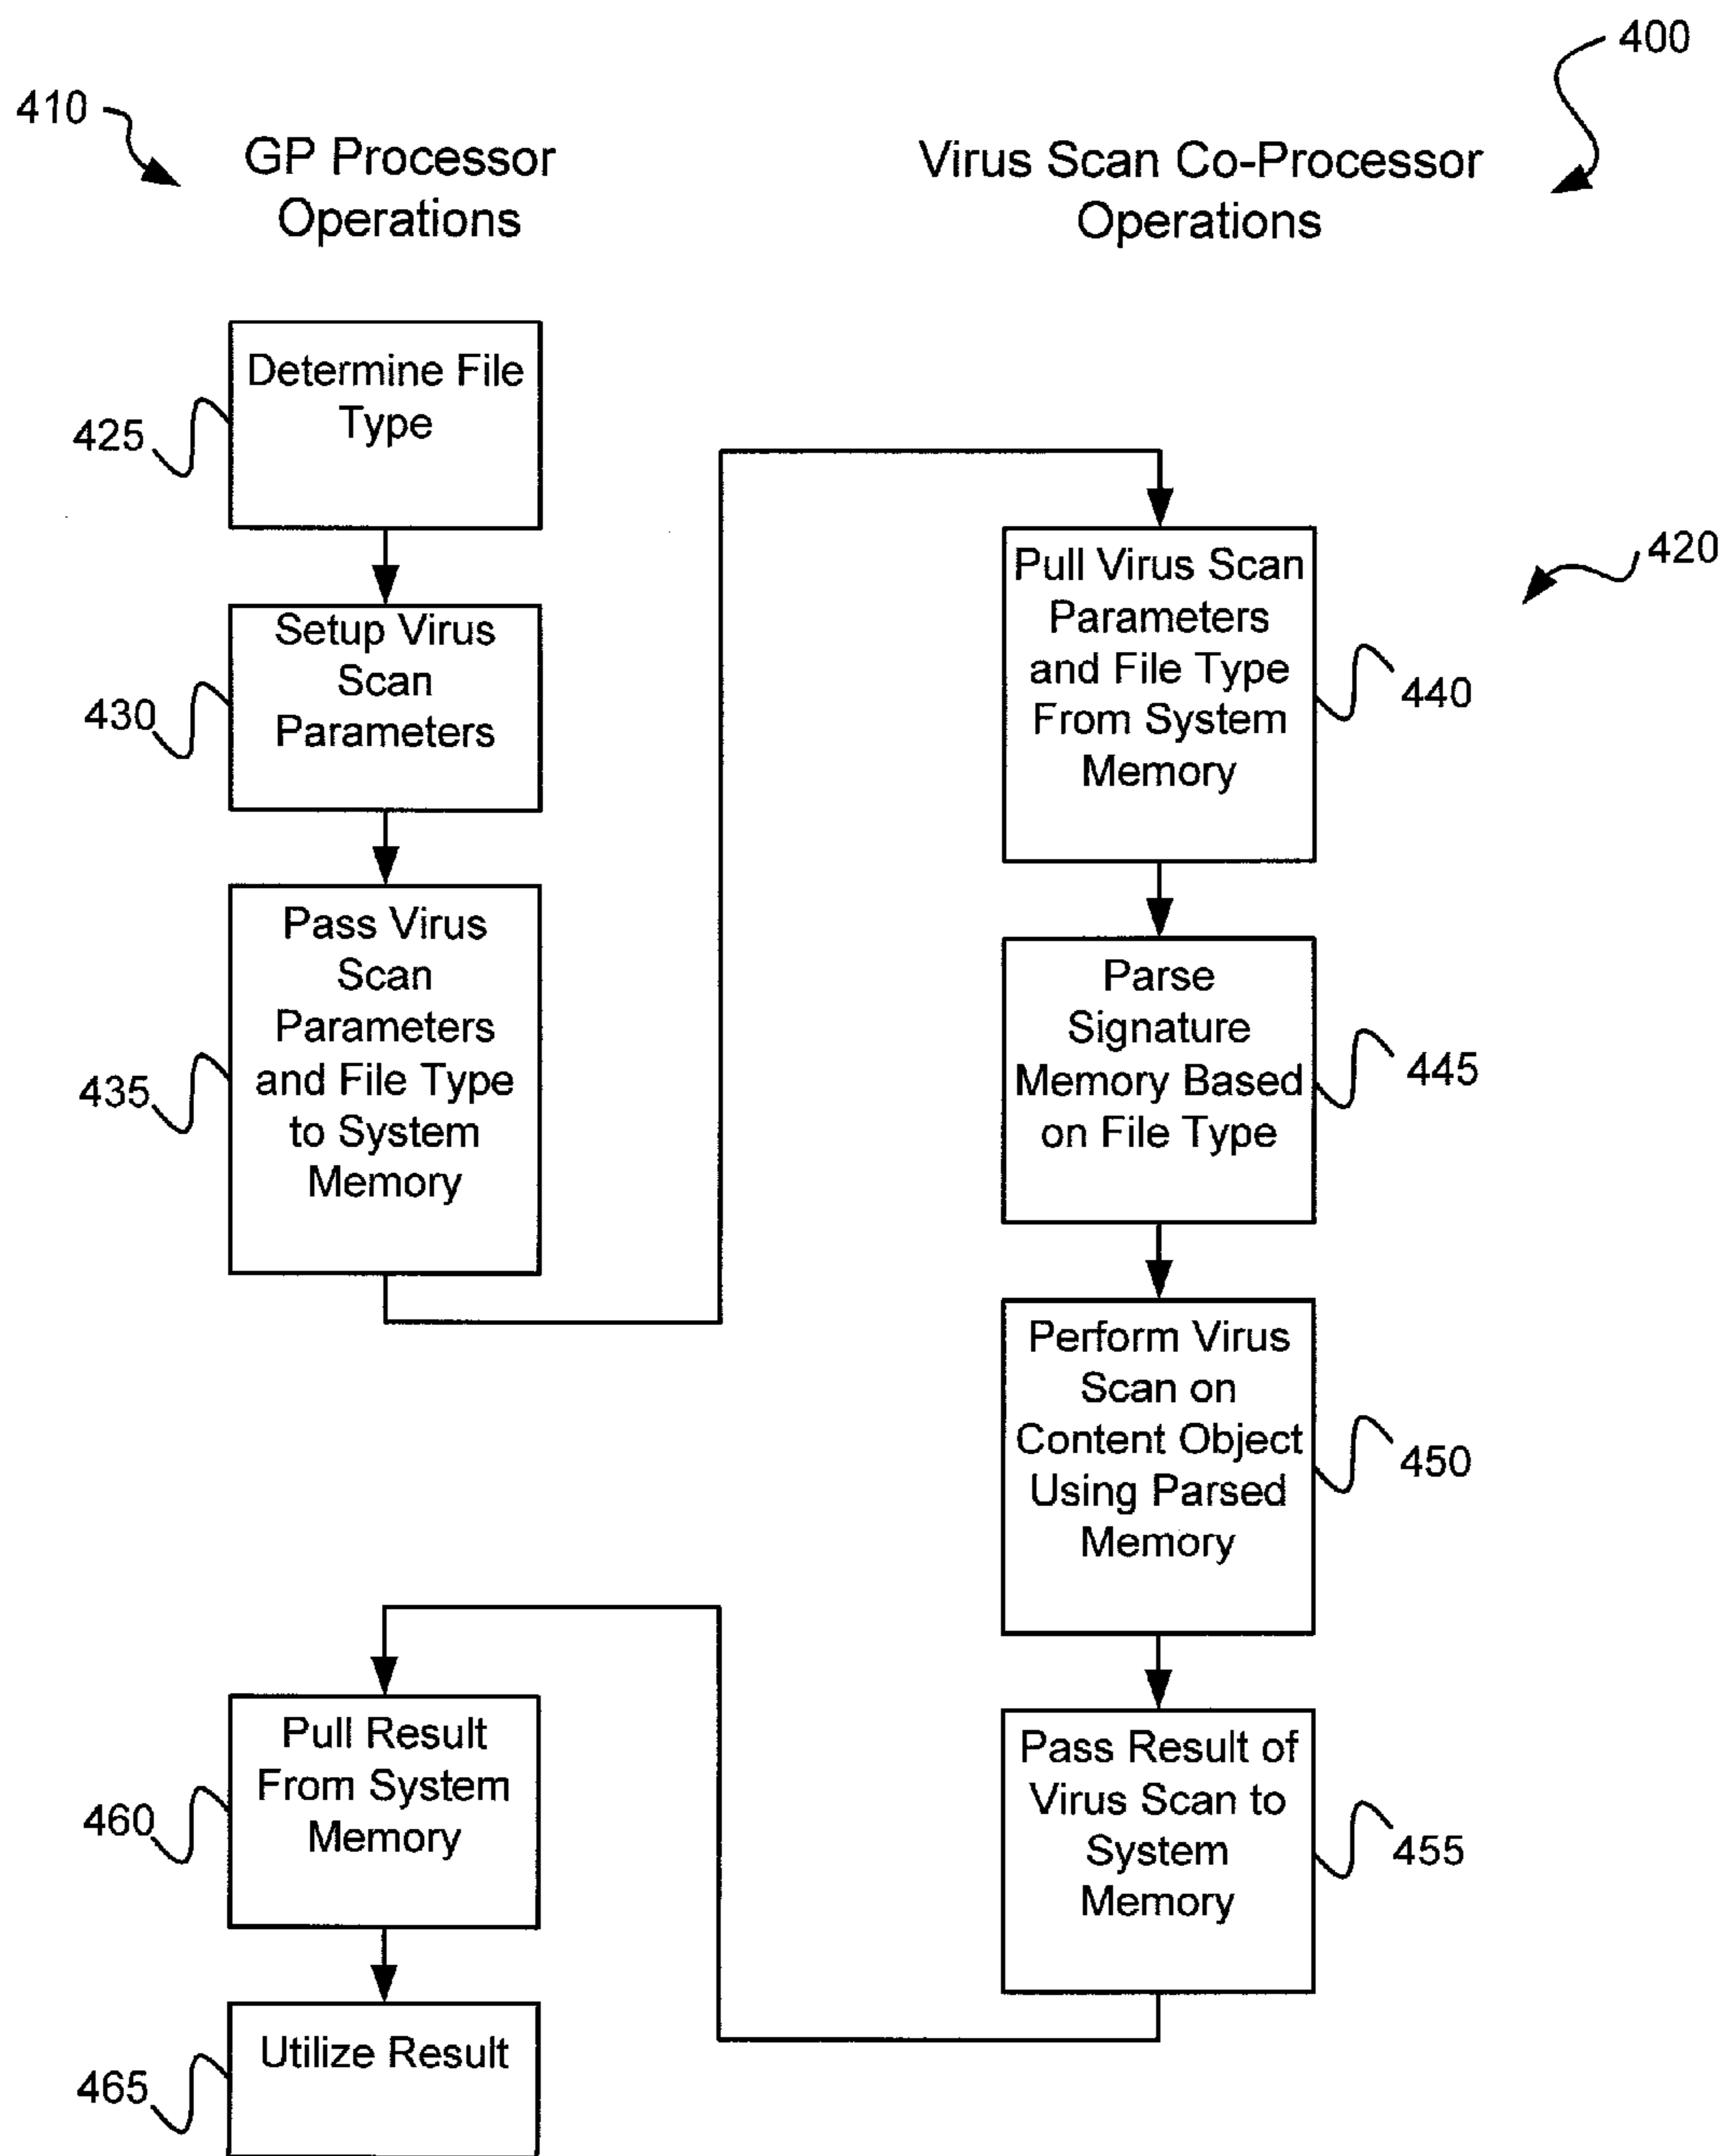 400
410
GP Processor
Operations
Virus Scan Co-Processor
Operations
Determine File
Type
425
Setup Virus
Scan
Parameters
430
Pass Virus
Scan
Parameters
and File Type
to System
Memory
435
420
Pull Virus Scan
Parameters
and File Type
From System
Memory
440
Parse
Signature
Memory Based
on File Type
445
Perform Virus
Scan on
Content Object
Using Parsed
Memory
450
Pass Result of
Virus Scan to
System
Memory
455
Pull Result
From System
Memory
460
Utilize Result
465